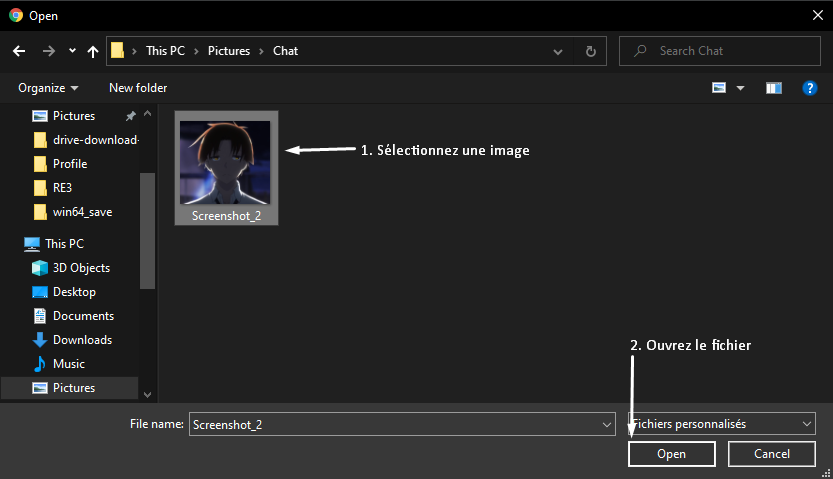 Open
This PC > Pictures > Chat
Search Chat
Organize
New folder
Pictures
drive-download-
Profile
RE3
win64_save
This PC
3D Objects
Desktop
Documents
Downloads
Music
Pictures
Screenshot_2
1. Sélectionnez une image
2. Ouvrez le fichier
File name:
Screenshot_2
Fichiers personnalisés
Open
Cancel